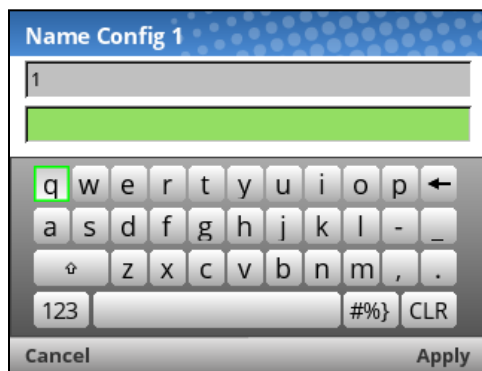 Name Config 1
1
q w e r t y u i o p ←
a s d f g h j k l - _
⇧ z x c v b n m , .
123 #%} CLR
Cancel Apply